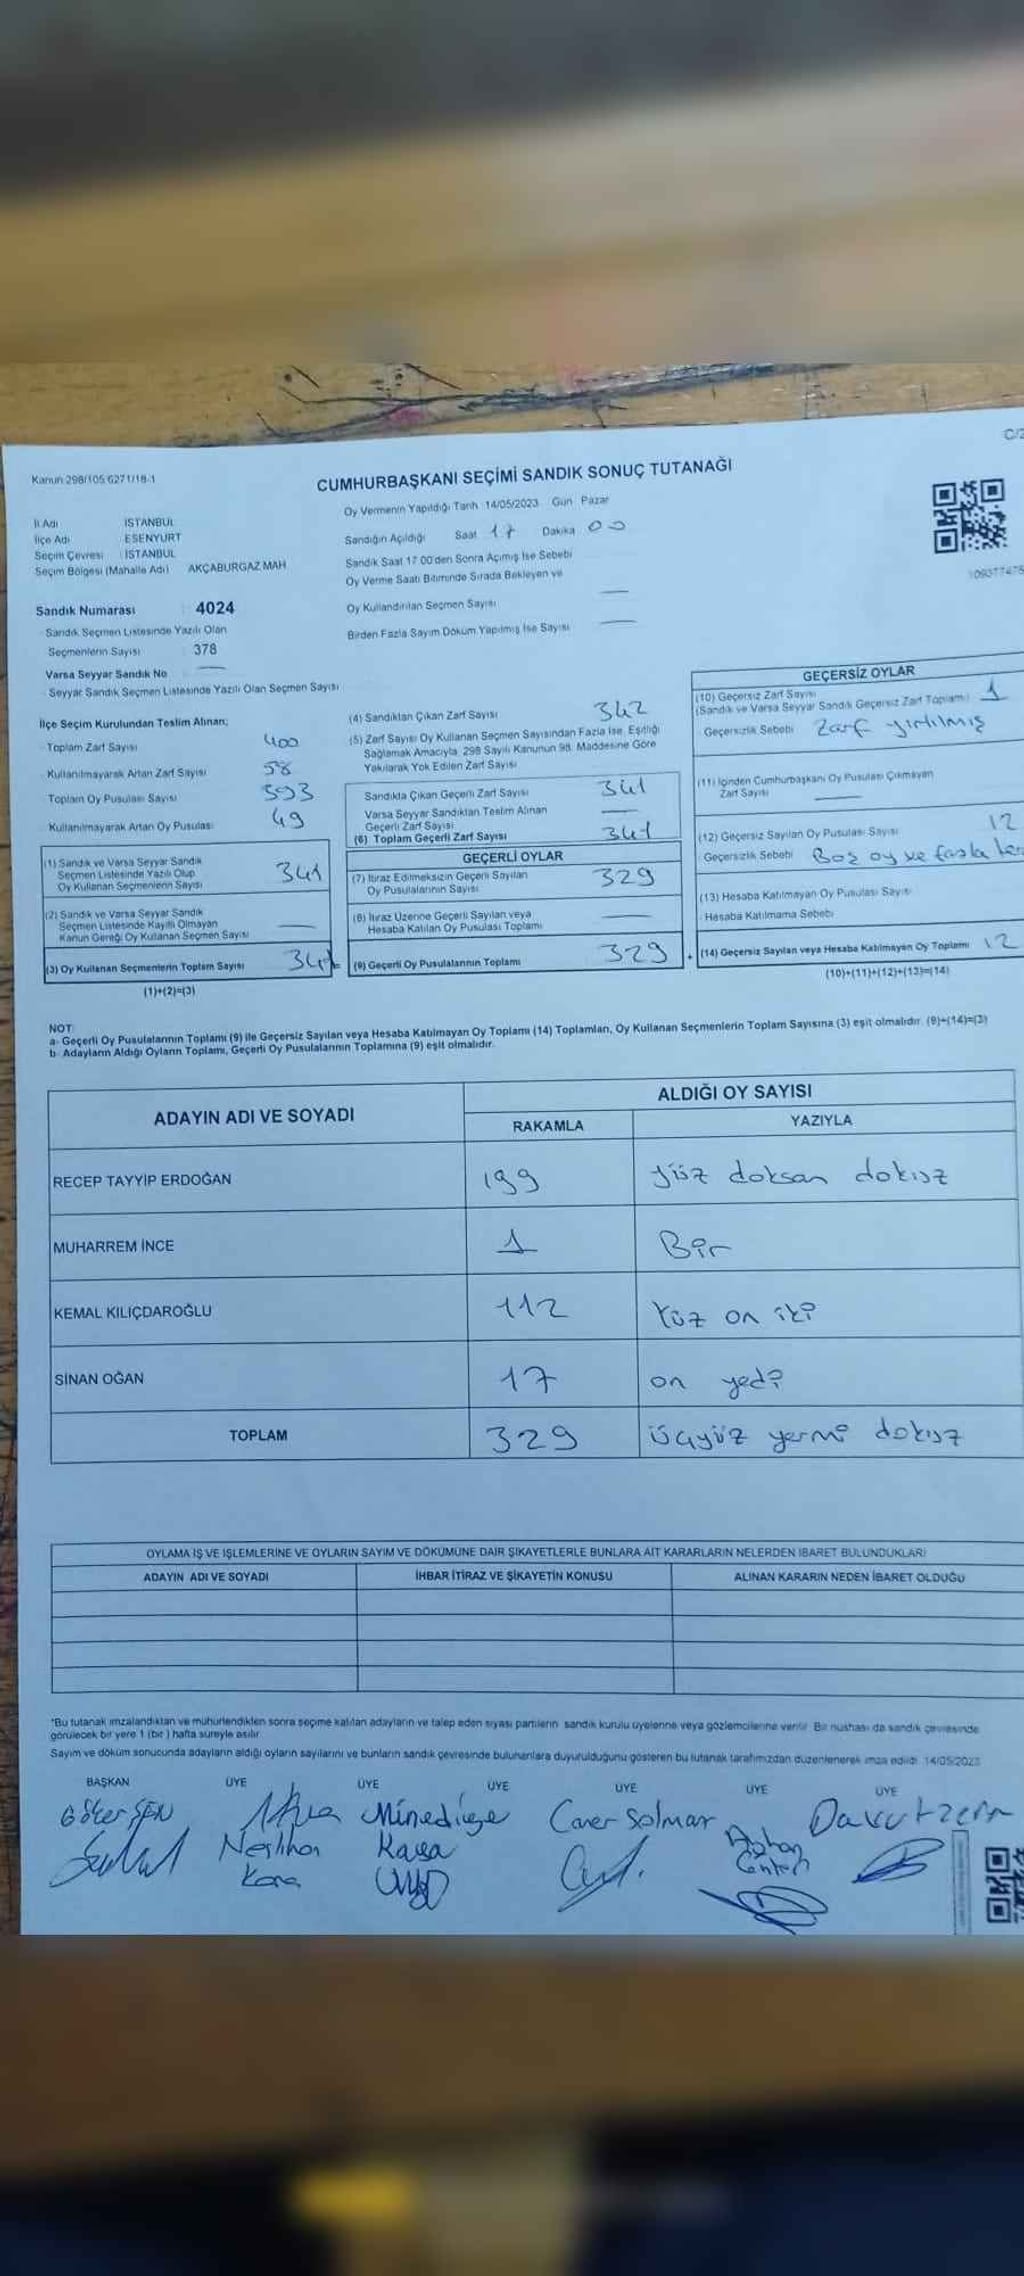 C/2
Kanun 298/105 6271/18-1
CUMHURBAŞKANI SEÇİMİ SANDIK SONUÇ TUTANAĞI
Oy Vermenin Yapıldığı Tarih 14/05/2023 Gün Pazar
İl Adı İSTANBUL
İlçe Adı ESENYURT
Seçim Çevresi : İSTANBUL
Seçim Bölgesi (Mahalle Adı) AKÇABURGAZ MAH
Sandığın Açıldığı Saat 17 Dakika 00
Sandık Saat 17 00'den Sonra Açımış İse Sebebi
Oy Verme Saati Bitiminde Sırada Bekleyen ve
Oy Kullandırılan Seçmen Sayısı —
Birden Fazla Sayım Döküm Yapılmış İse Sayısı —
Sandık Numarası : 4024
Sandık Seçmen Listesinde Yazılı Olan
Seçmenlerin Sayısı : 378
Varsa Seyyar Sandık No —
Seyyar Sandık Seçmen Listesinde Yazılı Olan Seçmen Sayısı
İlçe Seçim Kurulundan Teslim Alınan;
Toplam Zarf Sayısı 400
Kullanılmayarak Artan Zarf Sayısı 58
Toplam Oy Pusulası Sayısı 393
Kullanılmayarak Artan Oy Pusulası 49
(1) Sandık ve Varsa Seyyar Sandık
Seçmen Listesinde Yazılı Olup
Oy Kullanan Seçmenlerin Sayısı 341
(2) Sandık ve Varsa Seyyar Sandık
Seçmen Listesinde Kayıtlı Olmayan
Kanun Gereği Oy Kullanan Seçmen Sayısı —
(3) Oy Kullanan Seçmenlerin Toplam Sayısı 341
(1)+(2)=(3)
(4) Sandıktan Çıkan Zarf Sayısı 342
(5) Zarf Sayısı Oy Kullanan Seçmen Sayısından Fazla İse, Eşitliği
Sağlamak Amacıyla, 298 Sayılı Kanunun 98. Maddesine Göre
Yakılarak Yok Edilen Zarf Sayısı
Sandıkta Çıkan Geçerli Zarf Sayısı 341
Varsa Seyyar Sandıktan Teslim Alınan
Geçerli Zarf Sayısı —
(6) Toplam Geçerli Zarf Sayısı 341
GEÇERLİ OYLAR
(7) İtiraz Edilmeksizin Geçerli Sayılan
Oy Pusulalarının Sayısı 329
(8) İtiraz Üzerine Geçerli Sayılan veya
Hesaba Katılan Oy Pusulası Toplamı —
(9) Geçerli Oy Pusulalarının Toplamı 329
GEÇERSİZ OYLAR
(10) Geçersiz Zarf Sayısı
(Sandık ve Varsa Seyyar Sandık Geçersiz Zarf Toplamı) 1
Geçersizlik Sebebi Zarf yırtılmış
(11) İçinden Cumhurbaşkanı Oy Pusulası Çıkmayan
Zarf Sayısı —
(12) Geçersiz Sayılan Oy Pusulası Sayısı 12
Geçersizlik Sebebi Boş oy ve fazla
(13) Hesaba Katılmayan Oy Pusulası Sayısı
Hesaba Katılmama Sebebi
(14) Geçersiz Sayılan veya Hesaba Katılmayan Oy Toplamı 12
(10)+(11)+(12)+(13)=(14)
NOT:
a- Geçerli Oy Pusulalarının Toplamı (9) ile Geçersiz Sayılan veya Hesaba Katılmayan Oy Toplamı (14) Toplamları, Oy Kullanan Seçmenlerin Toplam Sayısına (3) eşit olmalıdır. (9)+(14)=(3)
b- Adayların Aldığı Oyların Toplamı, Geçerli Oy Pusulalarının Toplamına (9) eşit olmalıdır.
ADAYIN ADI VE SOYADI ALDIĞI OY SAYISI
RAKAMLA YAZIYLA
RECEP TAYYİP ERDOĞAN 199 yüz doksan dokuz
MUHARREM İNCE 1 Bir
KEMAL KILIÇDAROĞLU 112 Yüz on iki
SİNAN OĞAN 17 on yedi
TOPLAM 329 üçyüz yermi dokuz
OYLAMA İŞ VE İŞLEMLERİNE VE OYLARIN SAYIM VE DÖKÜMÜNE DAİR ŞİKAYETLERLE BUNLARA AİT KARARLARIN NELERDEN İBARET BULUNDUKLARI
ADAYIN ADI VE SOYADI İHBAR İTİRAZ VE ŞİKAYETİN KONUSU ALINAN KARARIN NEDEN İBARET OLDUĞU
*Bu tutanak imzalandıktan ve mühürlendikten sonra seçime katılan adayların ve talep eden siyasi partilerin sandık kurulu üyelerine veya gözlemcilerine verilir. Bir nüshası da sandık çevresinde
görülecek bir yere 1 (bir) hafta süreyle asılır.
Sayım ve döküm sonucunda adayların aldığı oyların sayılarını ve bunların sandık çevresinde bulunanlara duyurulduğunu gösteren bu tutanak tarafımızdan düzenlenerek imza edildi. 14/05/2023
BAŞKAN ÜYE ÜYE ÜYE ÜYE ÜYE ÜYE
Neslihan Kara
Kaya
Caner Solmaz
Davut